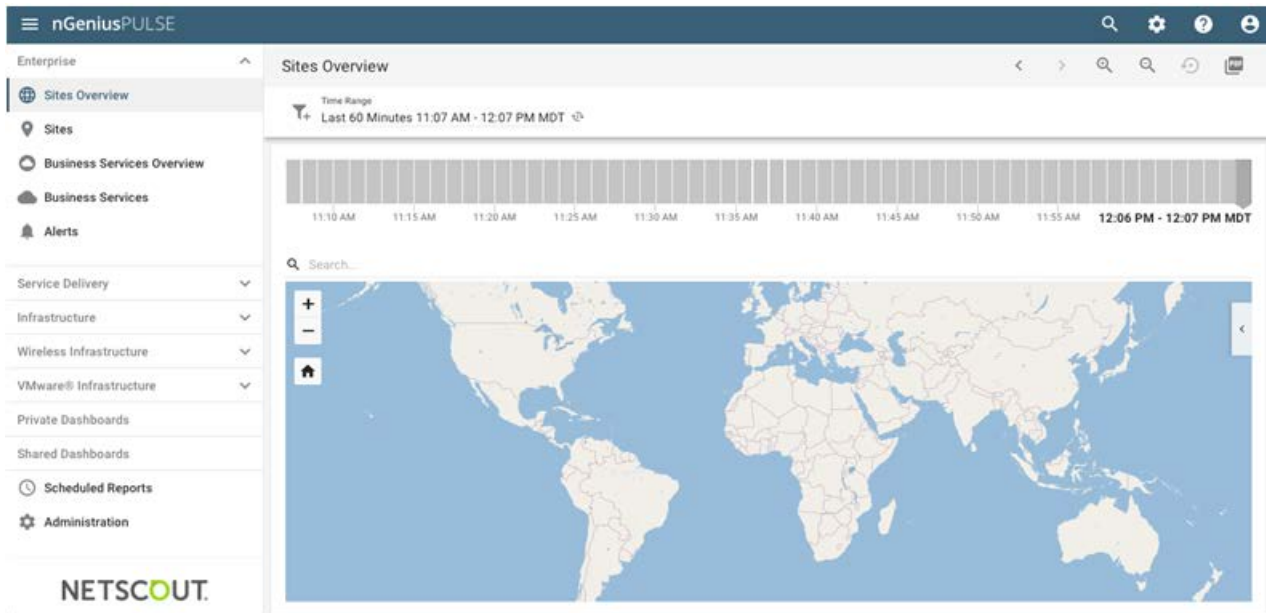 nGeniusPULSE
Enterprise
Sites Overview
Sites
Business Services Overview
Business Services
Alerts
Service Delivery
Infrastructure
Wireless Infrastructure
VMware® Infrastructure
Private Dashboards
Shared Dashboards
Scheduled Reports
Administration
NETSCOUT.
Sites Overview
PDF
Time Range
Last 60 Minutes 11:07 AM - 12:07 PM MDT
11:10 AM 11:15 AM 11:20 AM 11:25 AM 11:30 AM 11:35 AM 11:40 AM 11:45 AM 11:50 AM 11:55 AM 12:06 PM - 12:07 PM MDT
Search...